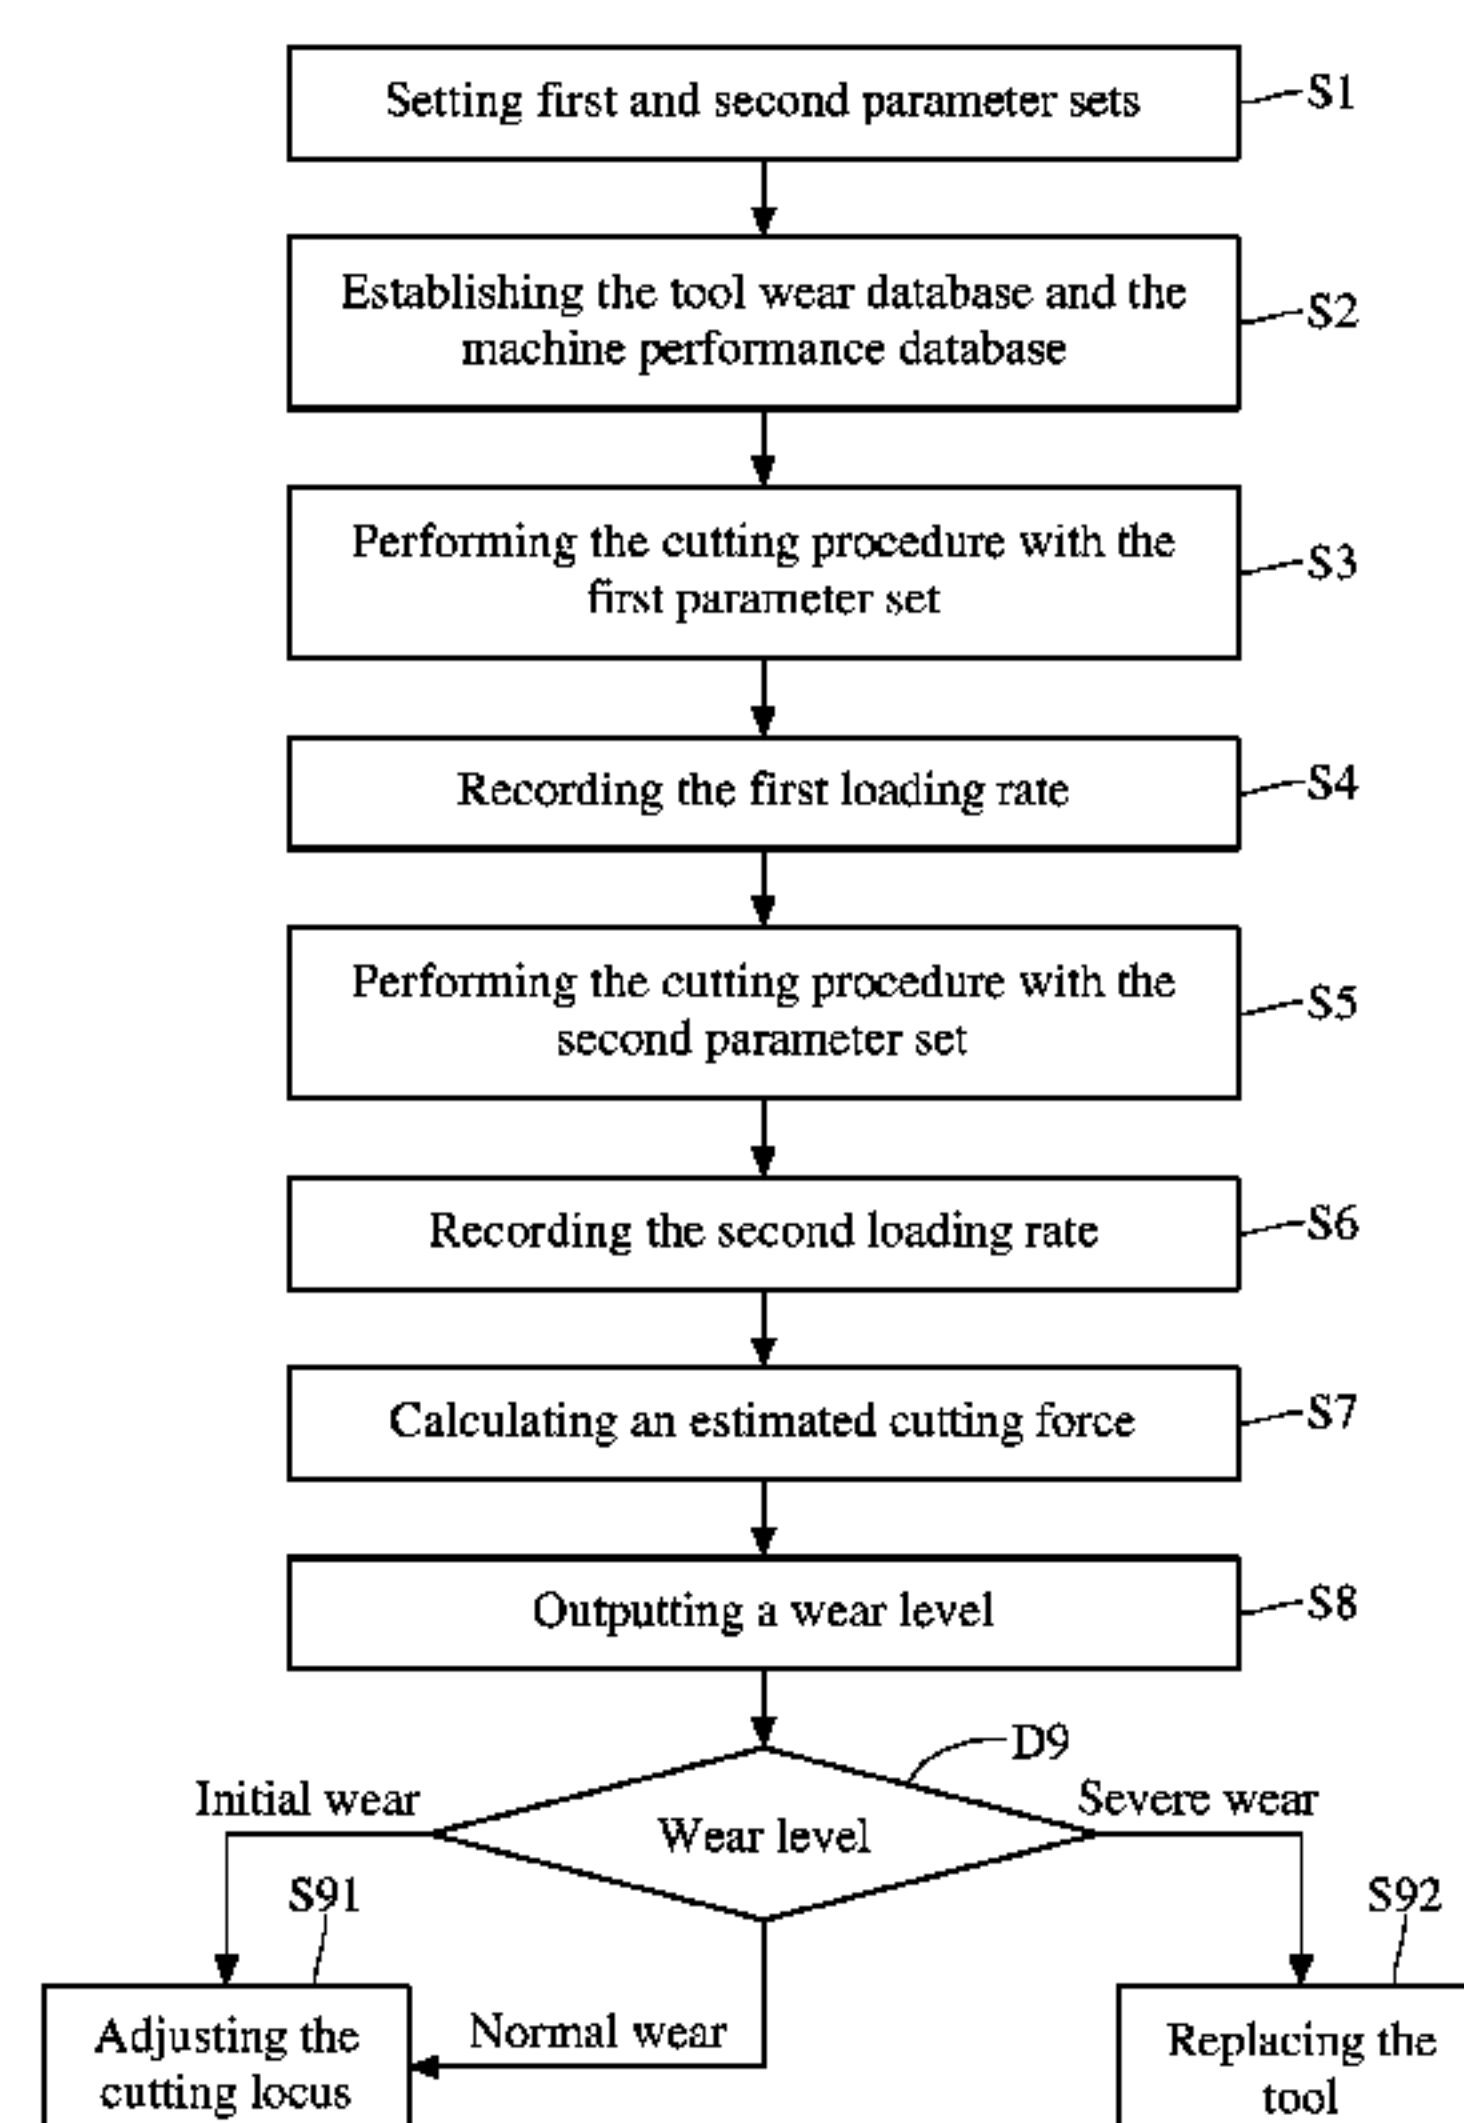 Setting first and second parameter sets
S1
Establishing the tool wear database and the
machine performance database
S2
Performing the cutting procedure with the
first parameter set
S3
Recording the first loading rate
S4
Performing the cutting procedure with the
second parameter set
S5
Recording the second loading rate
S6
Calculating an estimated cutting force
S7
Outputting a wear level
S8
D9
Initial wear
Severe wear
Wear level
S91
S92
Normal wear
Adjusting the
cutting locus
Replacing the
tool